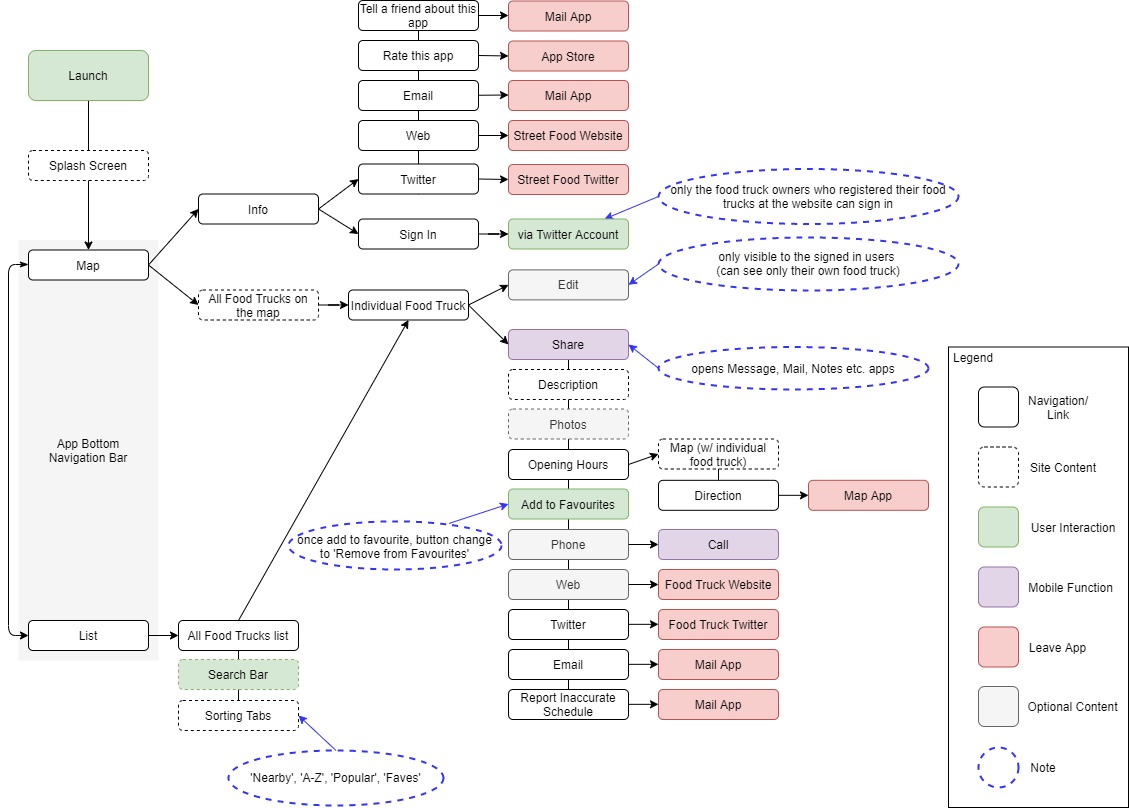 Tell a friend about this
app
Mail App
Rate this app
App Store
Launch
Email
Mail App
Web
Street Food Website
Splash Screen
Twitter
Street Food Twitter
Info
only the food truck owners who registered their food
trucks at the website can sign in
Sign In
via Twitter Account
Map
only visible to the signed in users
(can see only their own food truck)
Edit
All Food Trucks on
the map
Individual Food Truck
Share
opens Message, Mail, Notes etc. apps
Description
Photos
App Bottom
Navigation Bar
Opening Hours
Map (w/ individual
food truck)
Direction
Map App
Add to Favourites
once add to favourite, button change
to 'Remove from Favourites'
Phone
Call
Web
Food Truck Website
Twitter
Food Truck Twitter
List
All Food Trucks list
Email
Mail App
Search Bar
Report Inaccurate
Schedule
Mail App
Sorting Tabs
'Nearby', 'A-Z', 'Popular', 'Faves'
Legend
Navigation/
Link
Site Content
User Interaction
Mobile Function
Leave App
Optional Content
Note